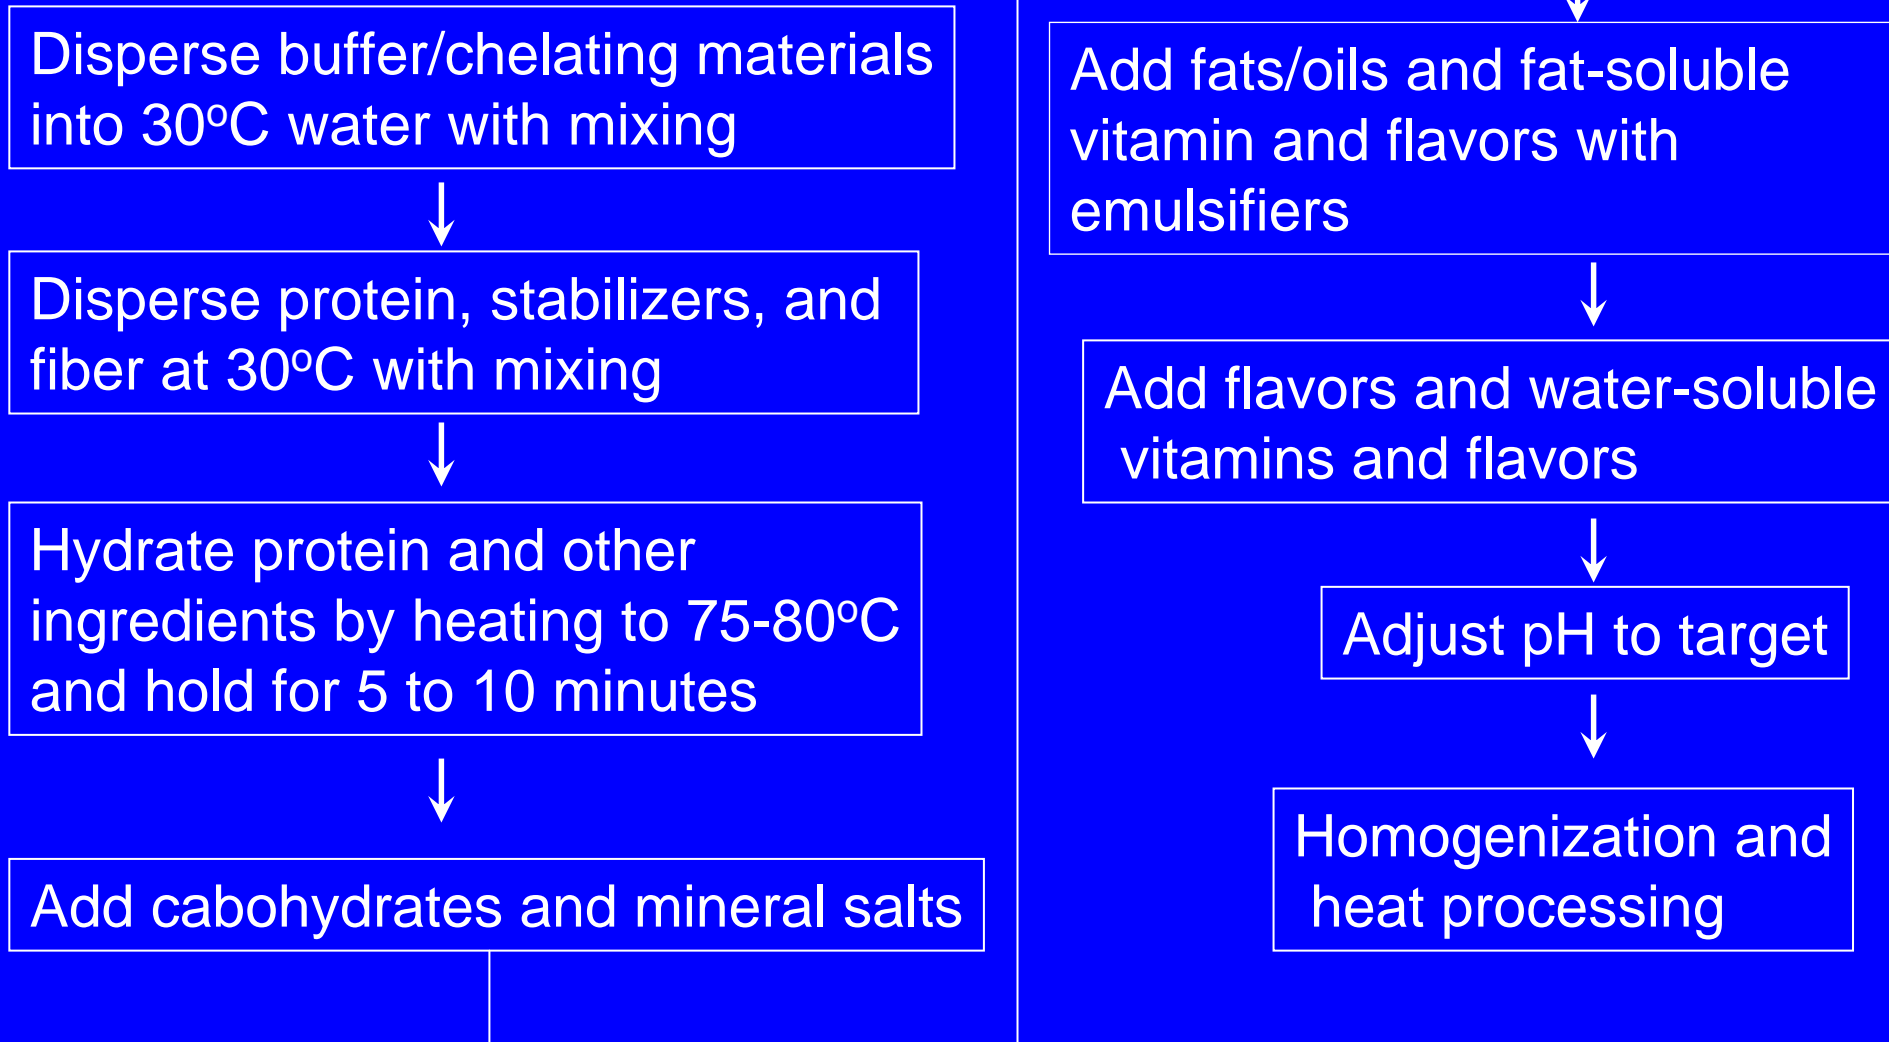 Disperse buffer/chelating materials
into 30ºC water with mixing
Disperse protein, stabilizers, and
fiber at 30ºC with mixing
Hydrate protein and other
ingredients by heating to 75-80ºC
and hold for 5 to 10 minutes
Add cabohydrates and mineral salts
Add fats/oils and fat-soluble
vitamin and flavors with
emulsifiers
Add flavors and water-soluble
vitamins and flavors
Adjust pH to target
Homogenization and
heat processing